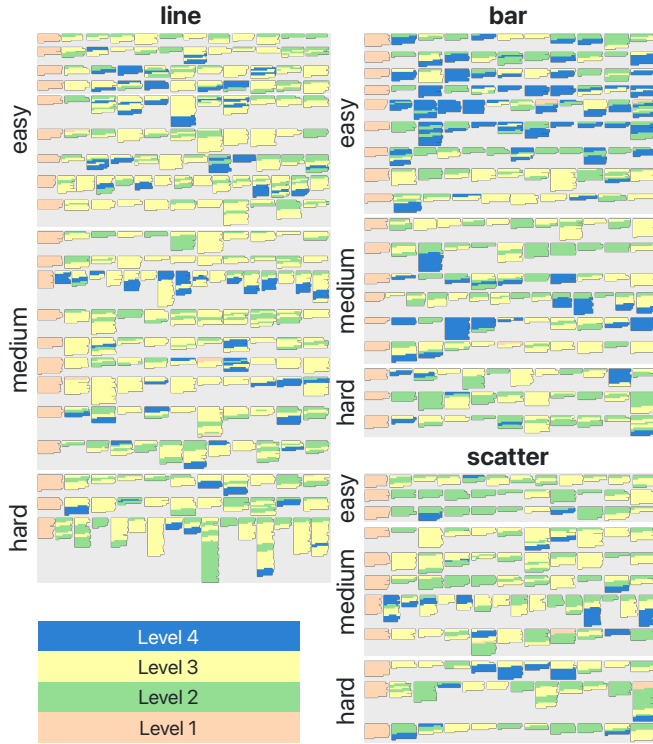 line
easy
medium
hard
Level 4
Level 3
Level 2
Level 1
bar
easy
medium
hard
scatter
easy
medium
hard